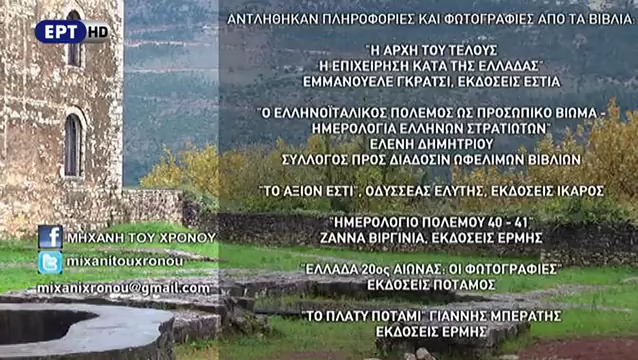 ΕΡΤ HD
ΑΝΤΛΗΘΗΚΑΝ ΠΛΗΡΟΦΟΡΙΕΣ ΚΑΙ ΦΩΤΟΓΡΑΦΙΕΣ ΑΠΟ ΤΑ ΒΙΒΛΙΑ:
"Η ΑΡΧΗ ΤΟΥ ΤΕΛΟΥΣ
Η ΕΠΙΧΕΙΡΗΣΗ ΚΑΤΑ ΤΗΣ ΕΛΛΑΔΑΣ"
ΕΜΜΑΝΟΥΕΛΕ ΓΚΡΑΤΣΙ, ΕΚΔΟΣΕΙΣ ΕΣΤΙΑ
"Ο ΕΛΛΗΝΟΪΤΑΛΙΚΟΣ ΠΟΛΕΜΟΣ ΩΣ ΠΡΟΣΩΠΙΚΟ ΒΙΩΜΑ -
ΗΜΕΡΟΛΟΓΙΑ ΕΛΛΗΝΩΝ ΣΤΡΑΤΙΩΤΩΝ"
ΕΛΕΝΗ ΔΗΜΗΤΡΙΟΥ
ΣΥΛΛΟΓΟΣ ΠΡΟΣ ΔΙΑΔΟΣΙΝ ΩΦΕΛΙΜΩΝ ΒΙΒΛΙΩΝ
"ΤΟ ΑΞΙΟΝ ΕΣΤΙ", ΟΔΥΣΣΕΑΣ ΕΛΥΤΗΣ, ΕΚΔΟΣΕΙΣ ΙΚΑΡΟΣ
"ΗΜΕΡΟΛΟΓΙΟ ΠΟΛΕΜΟΥ 40 - 41"
ΖΑΝΝΑ ΒΙΡΓΙΝΙΑ, ΕΚΔΟΣΕΙΣ ΕΡΜΗΣ
"ΕΛΛΑΔΑ 20ος ΑΙΩΝΑΣ: ΟΙ ΦΩΤΟΓΡΑΦΙΕΣ"
ΕΚΔΟΣΕΙΣ ΠΟΤΑΜΟΣ
"ΤΟ ΠΛΑΤΥ ΠΟΤΑΜΙ" ΓΙΑΝΝΗΣ ΜΠΕΡΑΤΗΣ
ΕΚΔΟΣΕΙΣ ΕΡΜΗΣ
ΜΗΧΑΝΗ ΤΟΥ ΧΡΟΝΟΥ
mixanitouxronou
mixanixronou@gmail.com